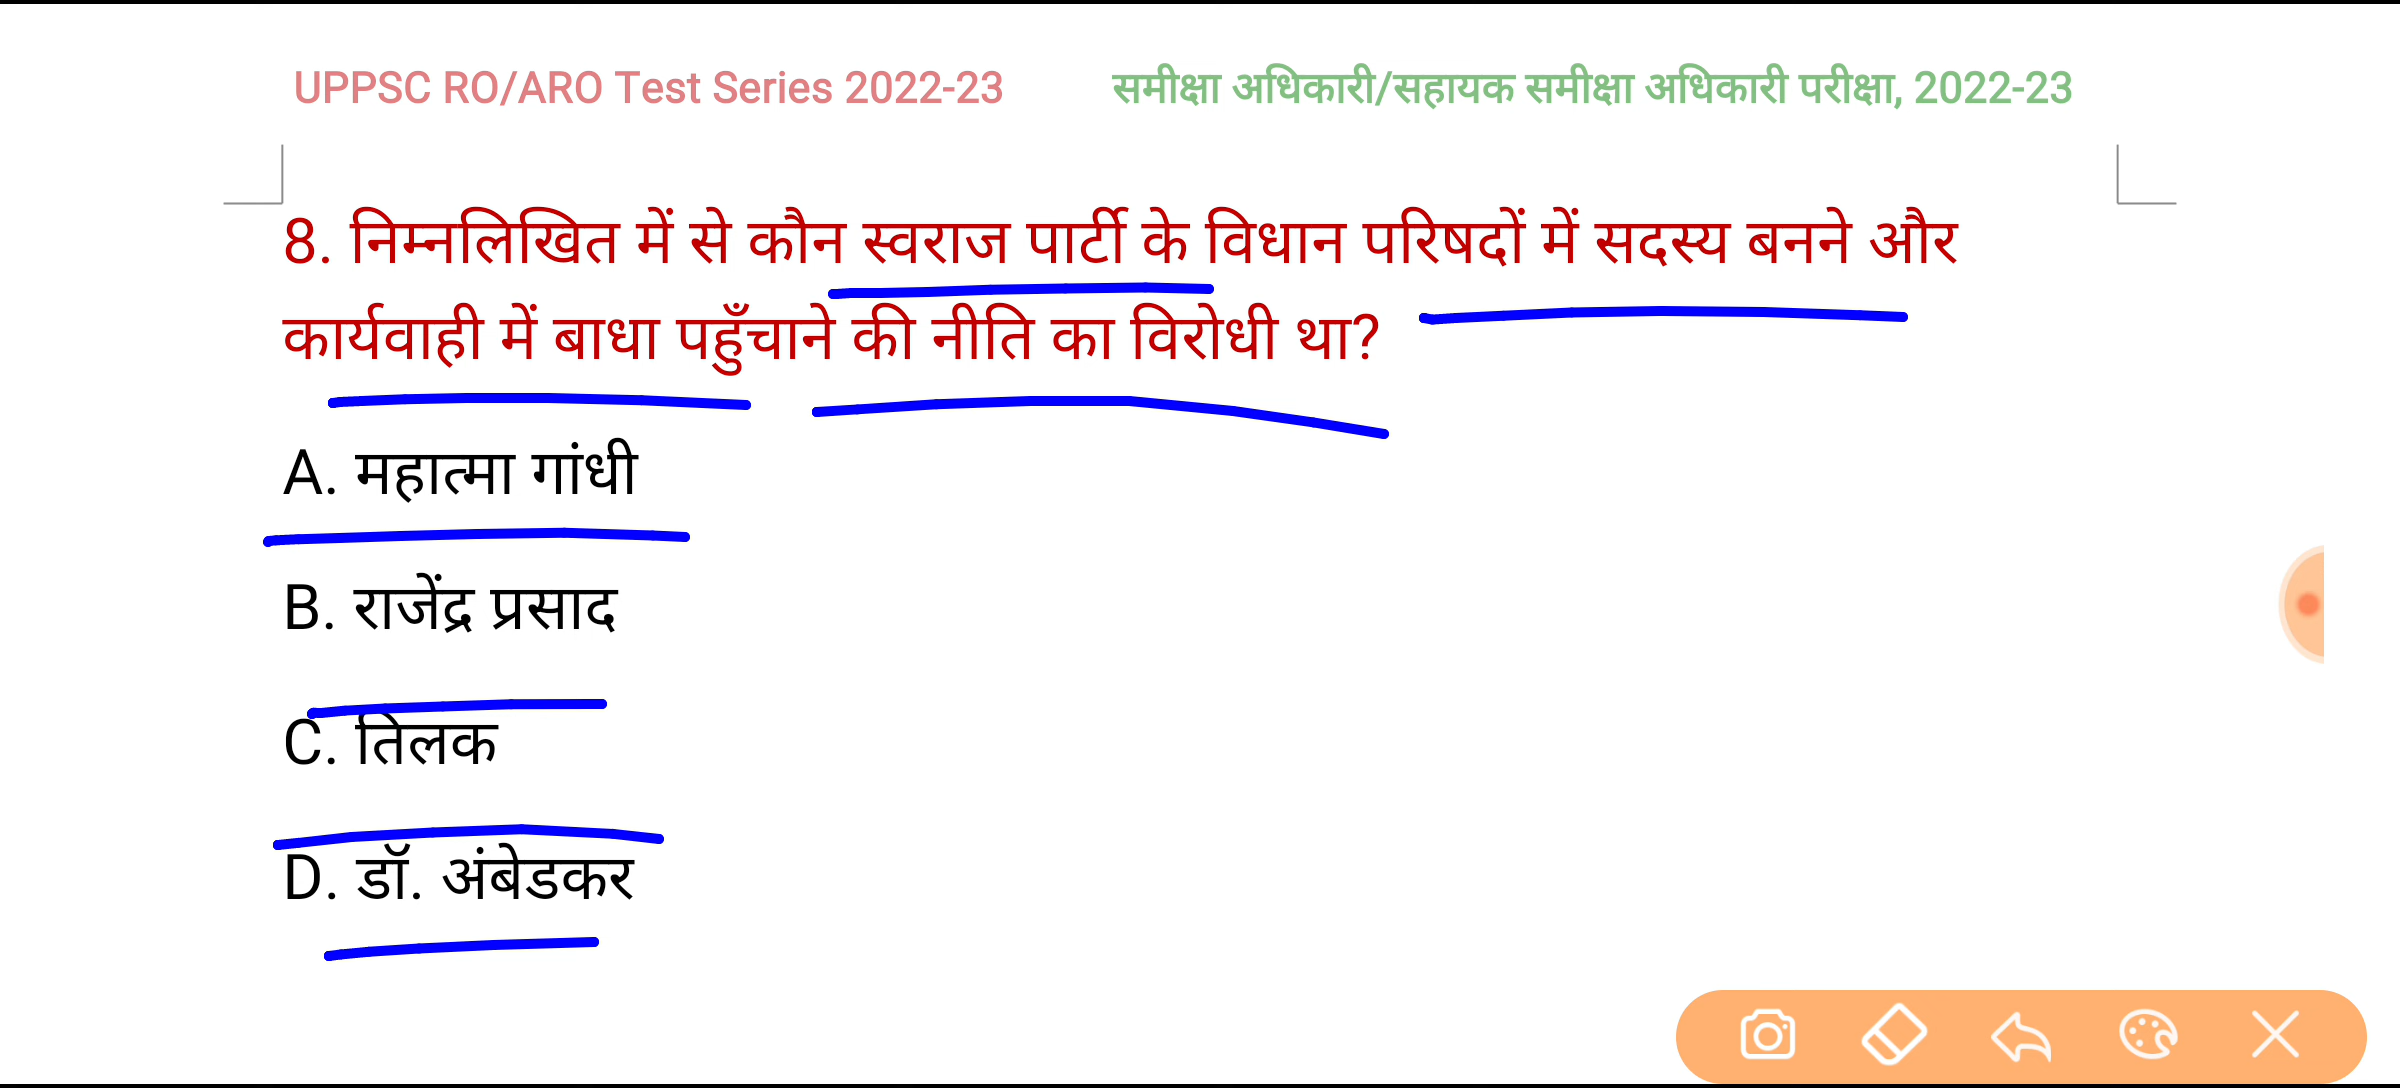 UPPSC RO/ARO Test Series 2022-23 समीक्षा अधिकारी/सहायक समीक्षा अधिकारी परीक्षा, 2022-23
8. निम्नलिखित में से कौन स्वराज पार्टी के विधान परिषदों में सदस्य बनने और
कार्यवाही में बाधा पहुँचाने की नीति का विरोधी था?
A. महात्मा गांधी
B. राजेंद्र प्रसाद
C. तिलक
D. डॉ. अंबेडकर